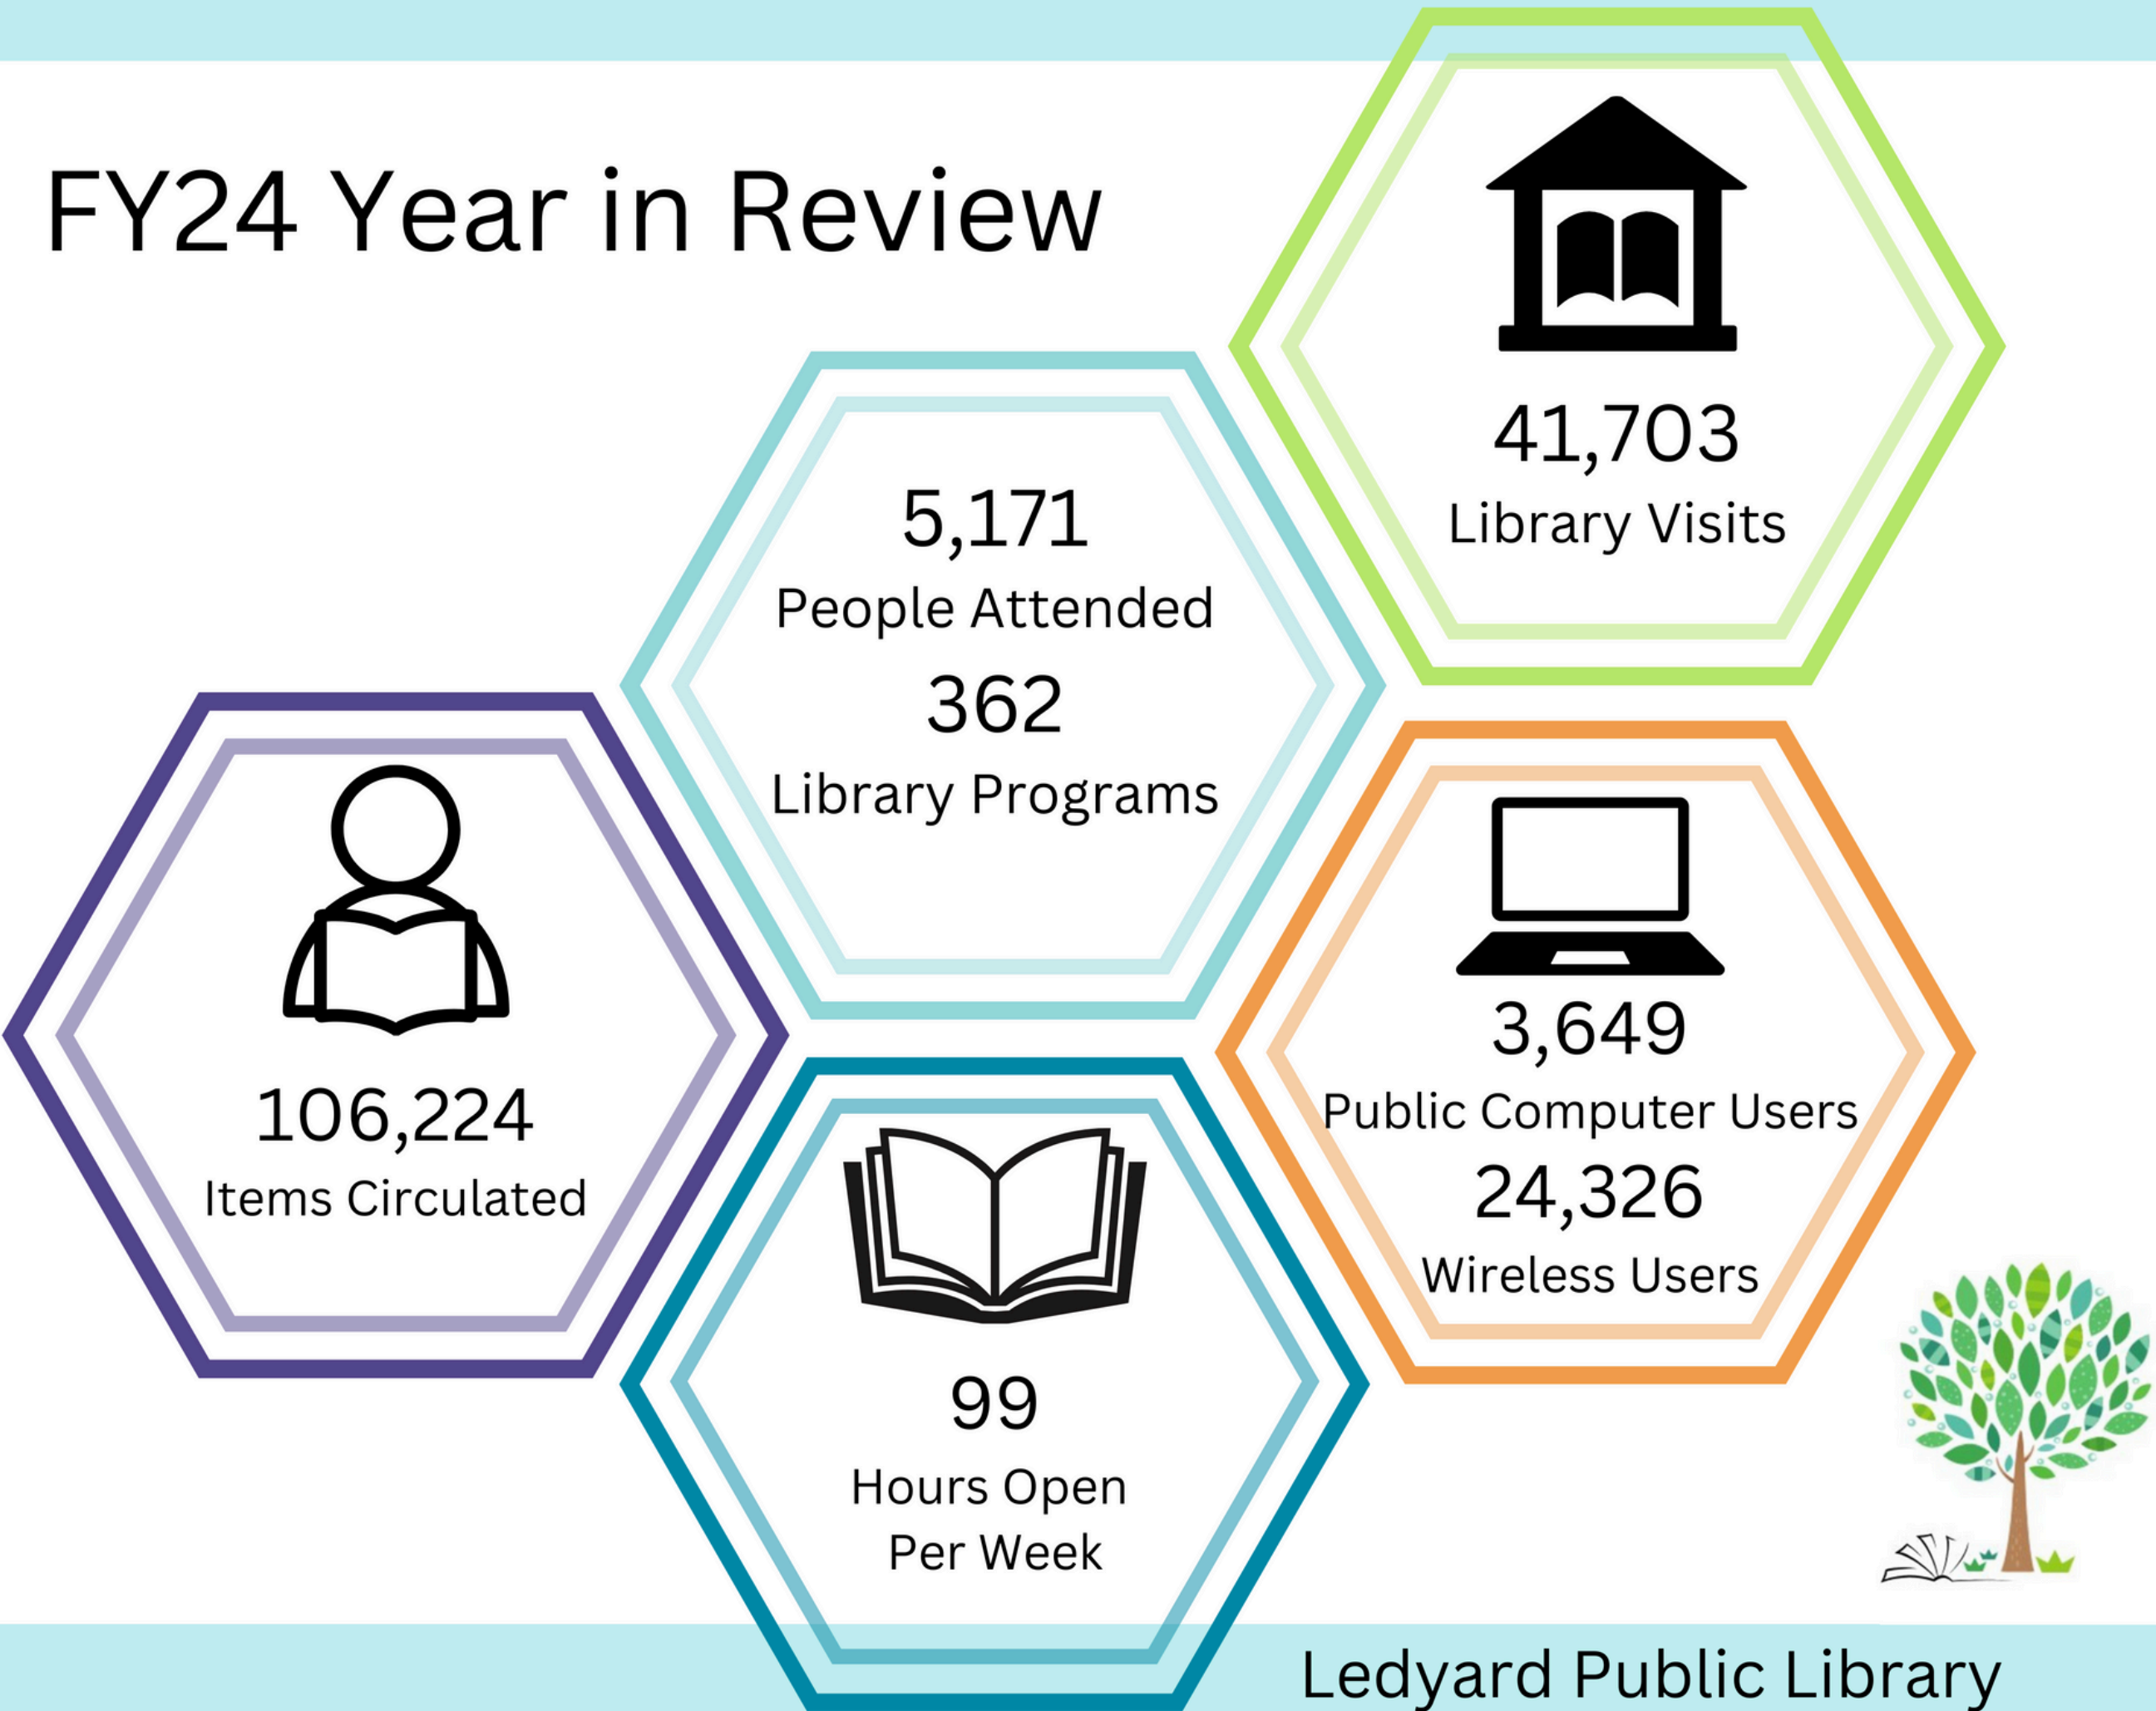 FY24 Year in Review
41,703
Library Visits
5,171
People Attended
362
Library Programs
106,224
Items Circulated
3,649
Public Computer Users
24,326
Wireless Users
99
Hours Open
Per Week
Ledyard Public Library